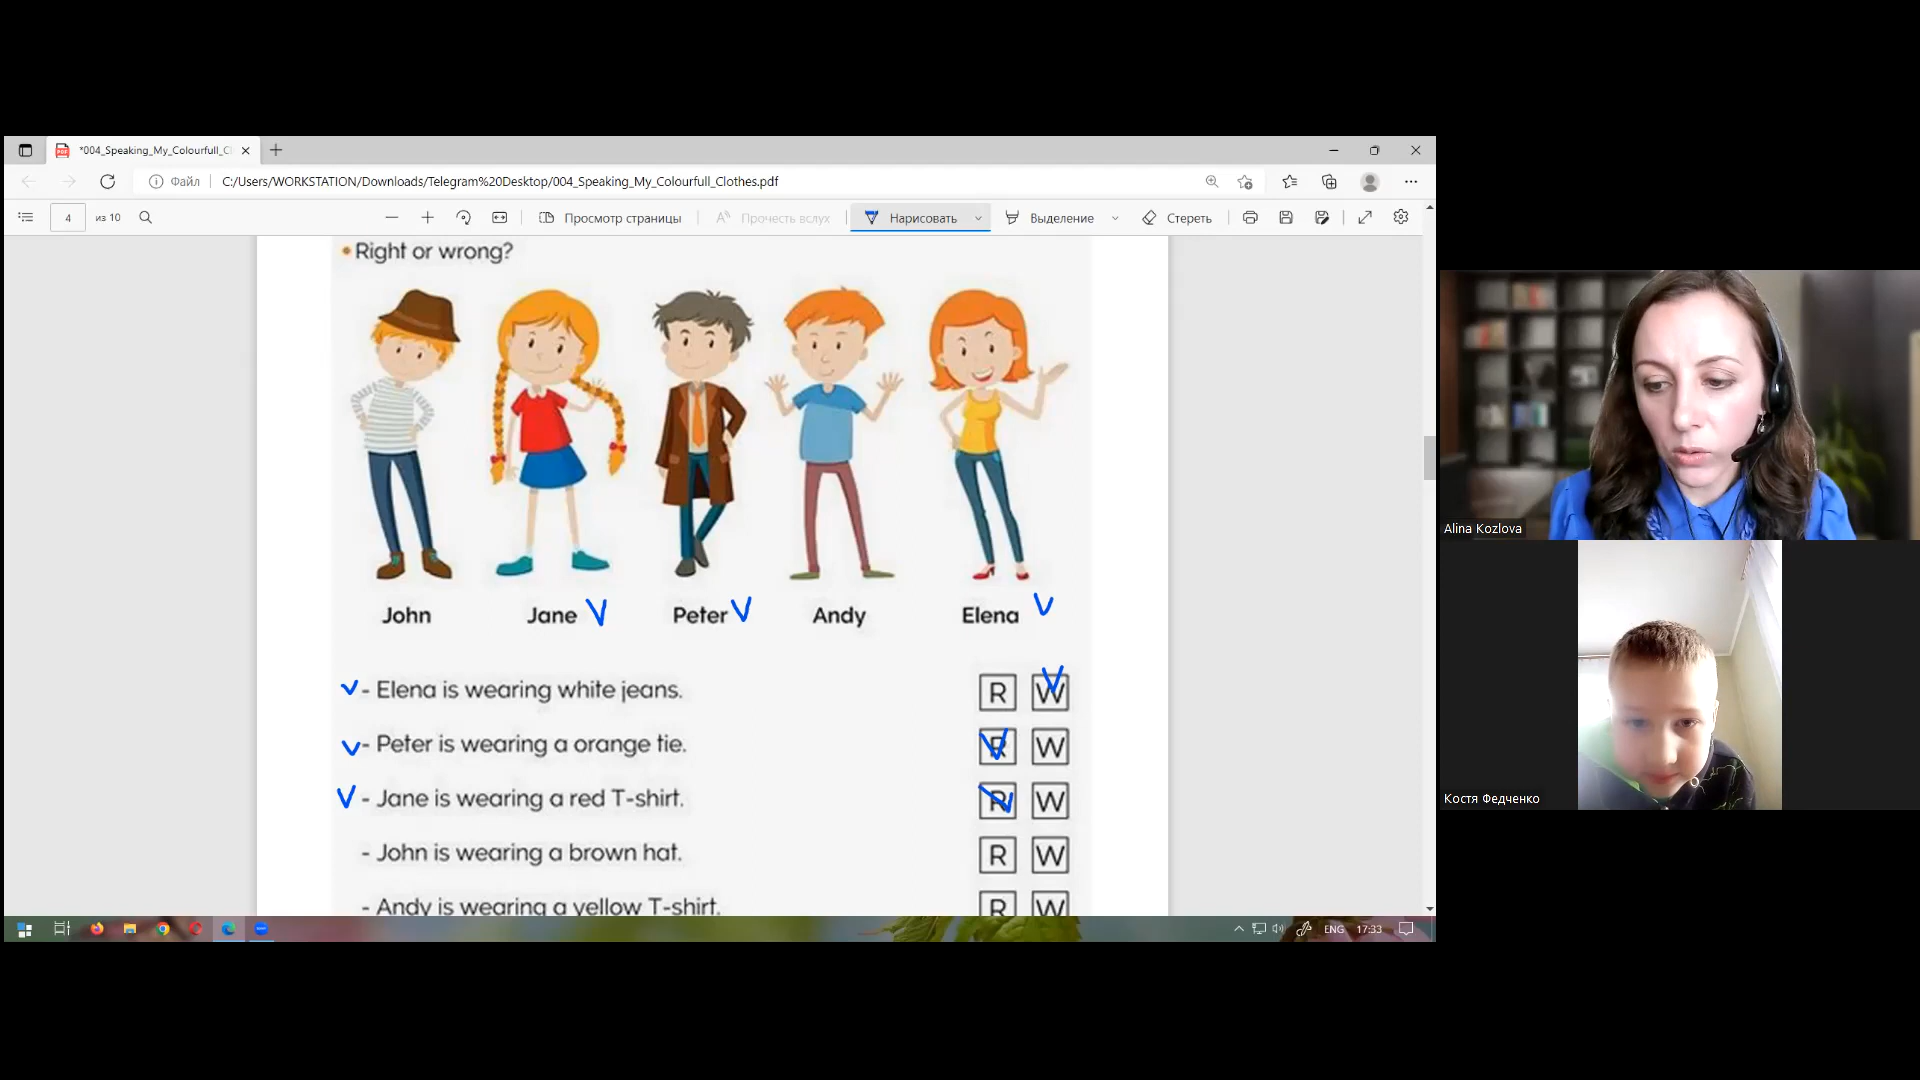 *004_Speaking_My_Colourfull_Cl
Файл
C:/Users/WORKSTATION/Downloads/Telegram%20Desktop/004_Speaking_My_Colourfull_Clothes.pdf
4 из 10
Просмотр страницы
Прочесть вслух
Нарисовать
Выделение
Стереть
• Right or wrong?
John Jane V Peter V Andy Elena V
V - Elena is wearing white jeans. R W
V - Peter is wearing a orange tie. R W
V - Jane is wearing a red T-shirt. R W
- John is wearing a brown hat. R W
- Andy is wearing a yellow T-shirt. R W
ENG 17:33
Alina Kozlova
Костя Федченко